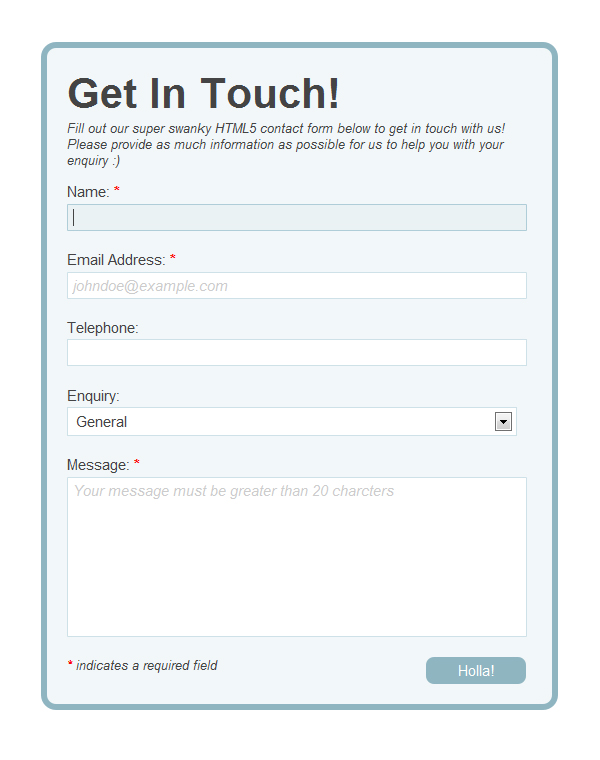 Get In Touch!
Fill out our super swanky HTML5 contact form below to get in touch with us!
Please provide as much information as possible for us to help you with your
enquiry :)
Name: *
Email Address: *
johndoe@example.com
Telephone:
Enquiry:
General
Message: *
Your message must be greater than 20 charcters
* indicates a required field
Holla!